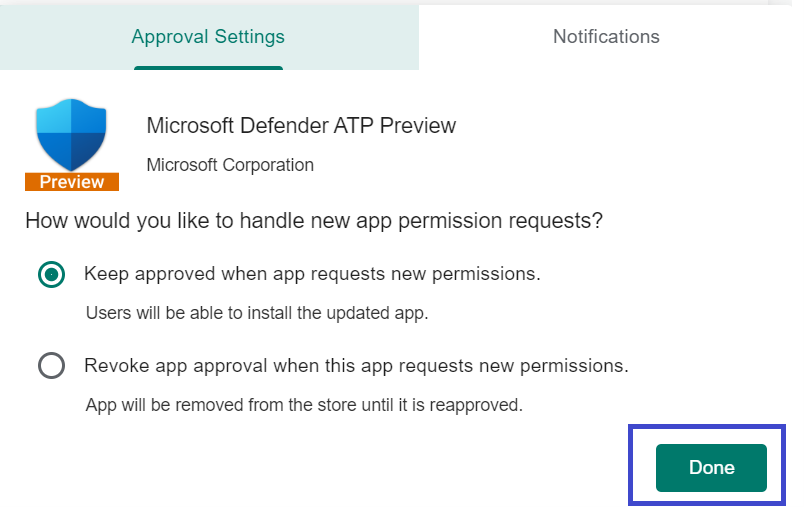 Approval Settings
Notifications
Microsoft Defender ATP Preview
Microsoft Corporation
Preview
How would you like to handle new app permission requests?
Keep approved when app requests new permissions.
Users will be able to install the updated app.
Revoke app approval when this app requests new permissions.
App will be removed from the store until it is reapproved.
Done